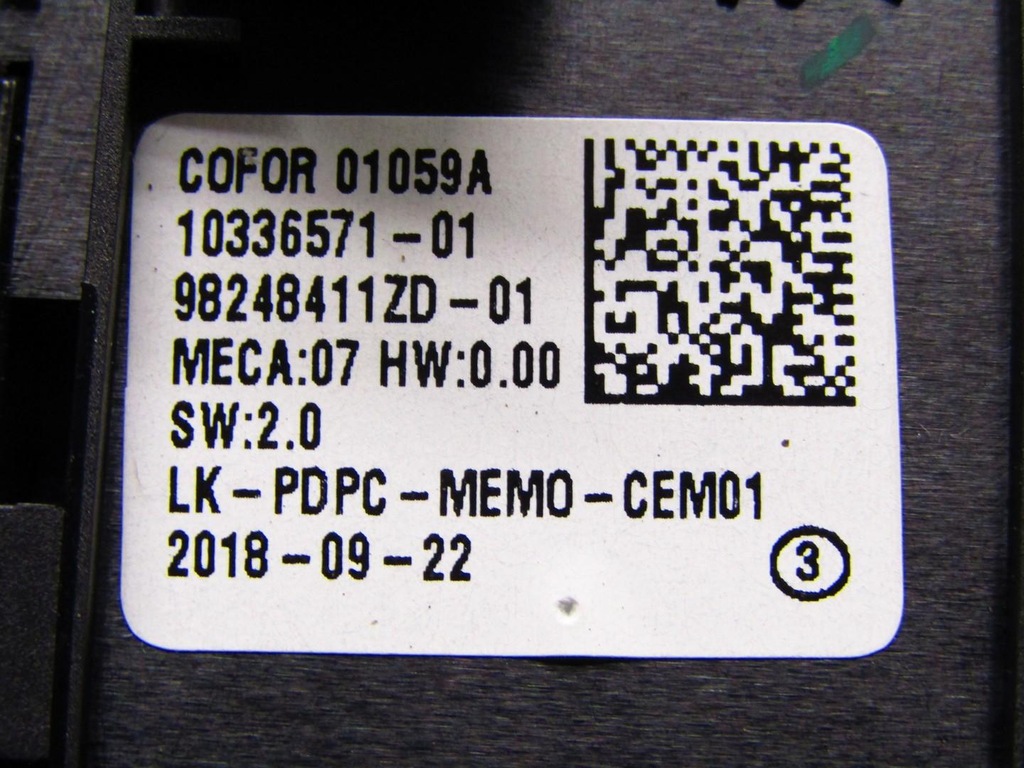 COFOR 01059A
10336571-01
98248411ZD-01
MECA:07 HW:0.00
SW:2.0
LK-PDPC-MEMO-CEM01
2018-09-22
3